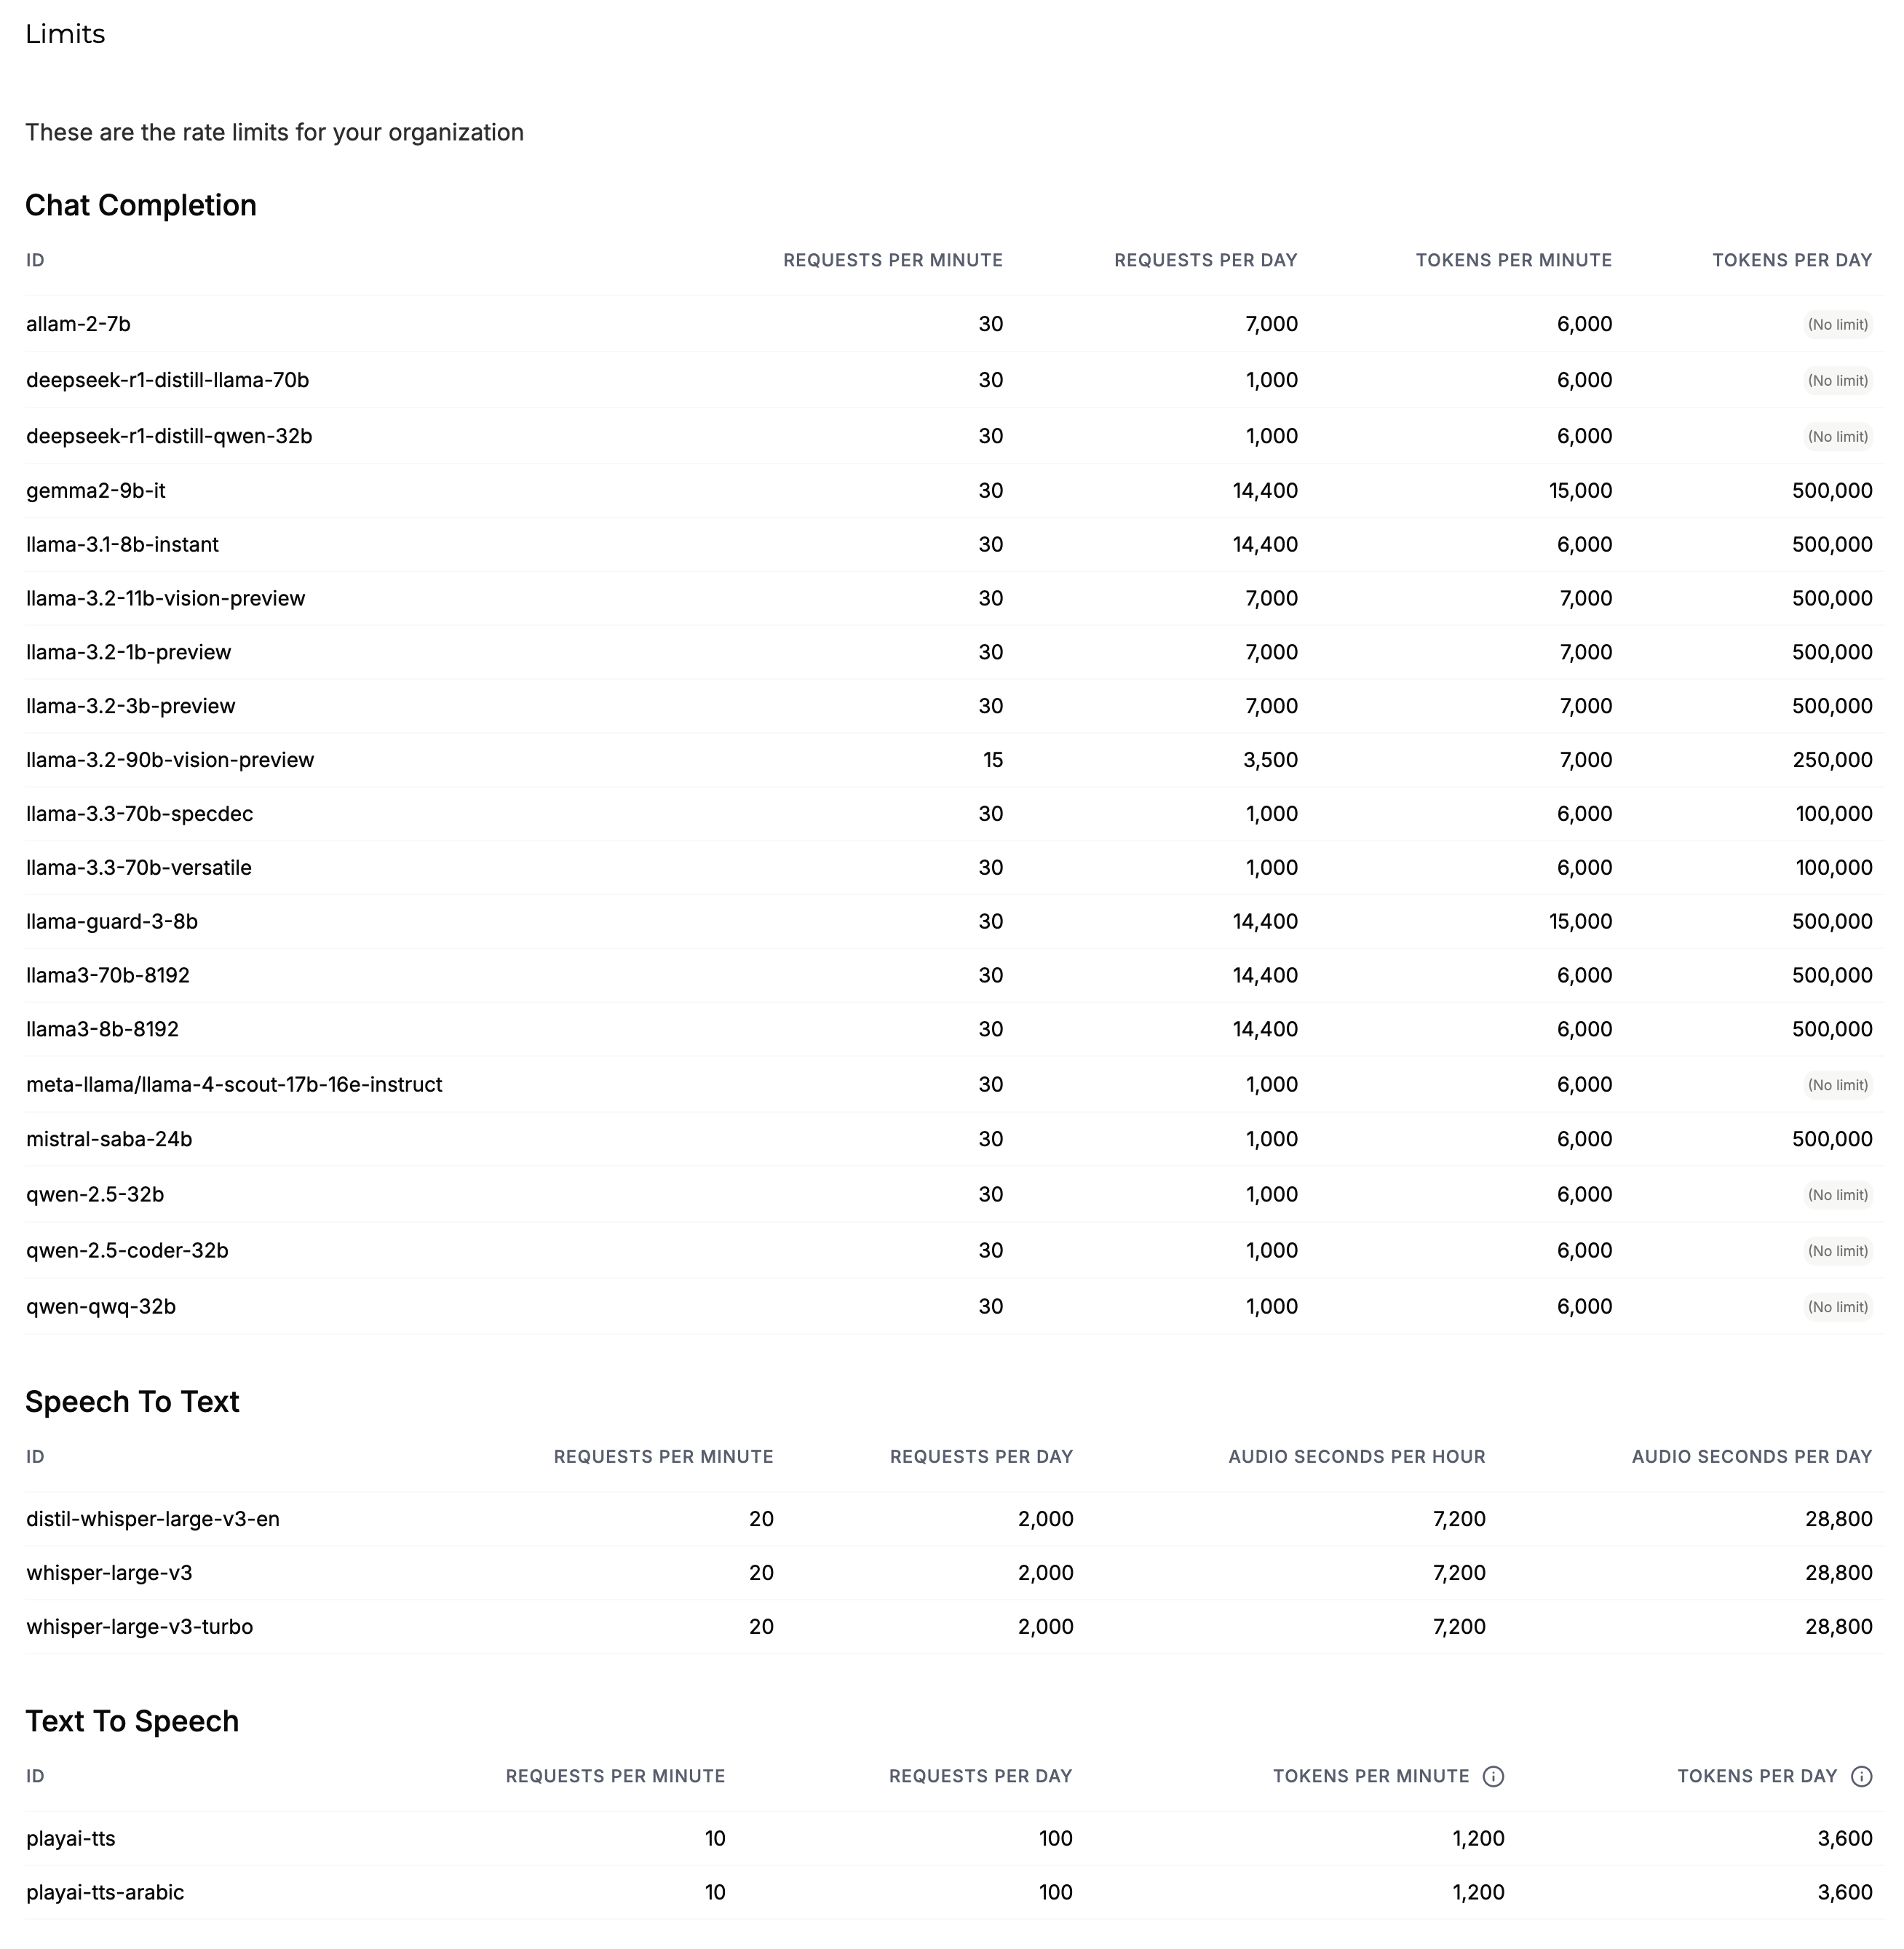 Limits
These are the rate limits for your organization
Chat Completion
ID REQUESTS PER MINUTE REQUESTS PER DAY TOKENS PER MINUTE TOKENS PER DAY
allam-2-7b 30 7,000 6,000 (No limit)
deepseek-r1-distill-llama-70b 30 1,000 6,000 (No limit)
deepseek-r1-distill-qwen-32b 30 1,000 6,000 (No limit)
gemma2-9b-it 30 14,400 15,000 500,000
llama-3.1-8b-instant 30 14,400 6,000 500,000
llama-3.2-11b-vision-preview 30 7,000 7,000 500,000
llama-3.2-1b-preview 30 7,000 7,000 500,000
llama-3.2-3b-preview 30 7,000 7,000 500,000
llama-3.2-90b-vision-preview 15 3,500 7,000 250,000
llama-3.3-70b-specdec 30 1,000 6,000 100,000
llama-3.3-70b-versatile 30 1,000 6,000 100,000
llama-guard-3-8b 30 14,400 15,000 500,000
llama3-70b-8192 30 14,400 6,000 500,000
llama3-8b-8192 30 14,400 6,000 500,000
meta-llama/llama-4-scout-17b-16e-instruct 30 1,000 6,000 (No limit)
mistral-saba-24b 30 1,000 6,000 500,000
qwen-2.5-32b 30 1,000 6,000 (No limit)
qwen-2.5-coder-32b 30 1,000 6,000 (No limit)
qwen-qwq-32b 30 1,000 6,000 (No limit)
Speech To Text
ID REQUESTS PER MINUTE REQUESTS PER DAY AUDIO SECONDS PER HOUR AUDIO SECONDS PER DAY
distil-whisper-large-v3-en 20 2,000 7,200 28,800
whisper-large-v3 20 2,000 7,200 28,800
whisper-large-v3-turbo 20 2,000 7,200 28,800
Text To Speech
ID REQUESTS PER MINUTE REQUESTS PER DAY TOKENS PER MINUTE TOKENS PER DAY
playai-tts 10 100 1,200 3,600
playai-tts-arabic 10 100 1,200 3,600